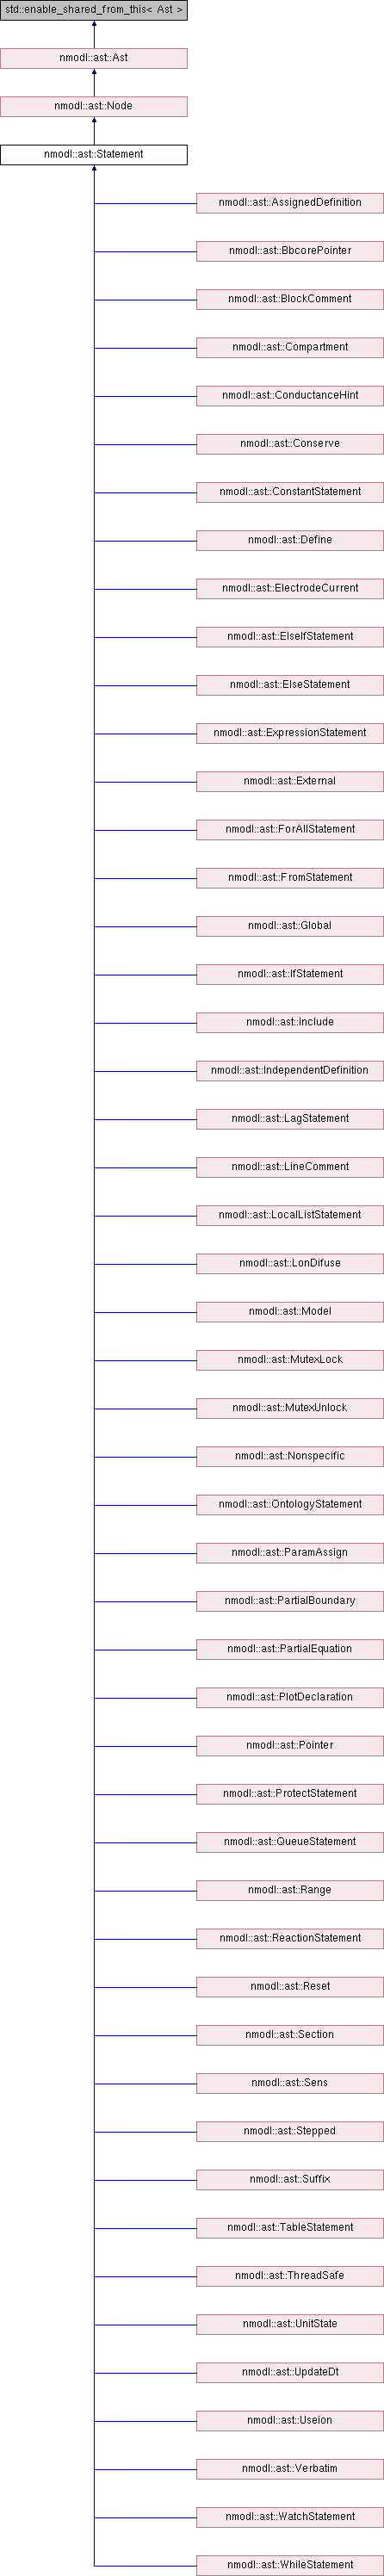 std::enable_shared_from_this< Ast >
nmodl::ast::Ast
nmodl::ast::Node
nmodl::ast::Statement
nmodl::ast::AssignedDefinition
nmodl::ast::BbcorePointer
nmodl::ast::BlockComment
nmodl::ast::Compartment
nmodl::ast::ConductanceHint
nmodl::ast::Conserve
nmodl::ast::ConstantStatement
nmodl::ast::Define
nmodl::ast::ElectrodeCurrent
nmodl::ast::ElseIfStatement
nmodl::ast::ElseStatement
nmodl::ast::ExpressionStatement
nmodl::ast::External
nmodl::ast::ForAllStatement
nmodl::ast::FromStatement
nmodl::ast::Global
nmodl::ast::IfStatement
nmodl::ast::Include
nmodl::ast::IndependentDefinition
nmodl::ast::LagStatement
nmodl::ast::LineComment
nmodl::ast::LocalListStatement
nmodl::ast::LonDifuse
nmodl::ast::Model
nmodl::ast::MutexLock
nmodl::ast::MutexUnlock
nmodl::ast::Nonspecific
nmodl::ast::OntologyStatement
nmodl::ast::ParamAssign
nmodl::ast::PartialBoundary
nmodl::ast::PartialEquation
nmodl::ast::PlotDeclaration
nmodl::ast::Pointer
nmodl::ast::ProtectStatement
nmodl::ast::QueueStatement
nmodl::ast::Range
nmodl::ast::ReactionStatement
nmodl::ast::Reset
nmodl::ast::Section
nmodl::ast::Sens
nmodl::ast::Stepped
nmodl::ast::Suffix
nmodl::ast::TableStatement
nmodl::ast::ThreadSafe
nmodl::ast::UnitState
nmodl::ast::UpdateDt
nmodl::ast::Useion
nmodl::ast::Verbatim
nmodl::ast::WatchStatement
nmodl::ast::WhileStatement